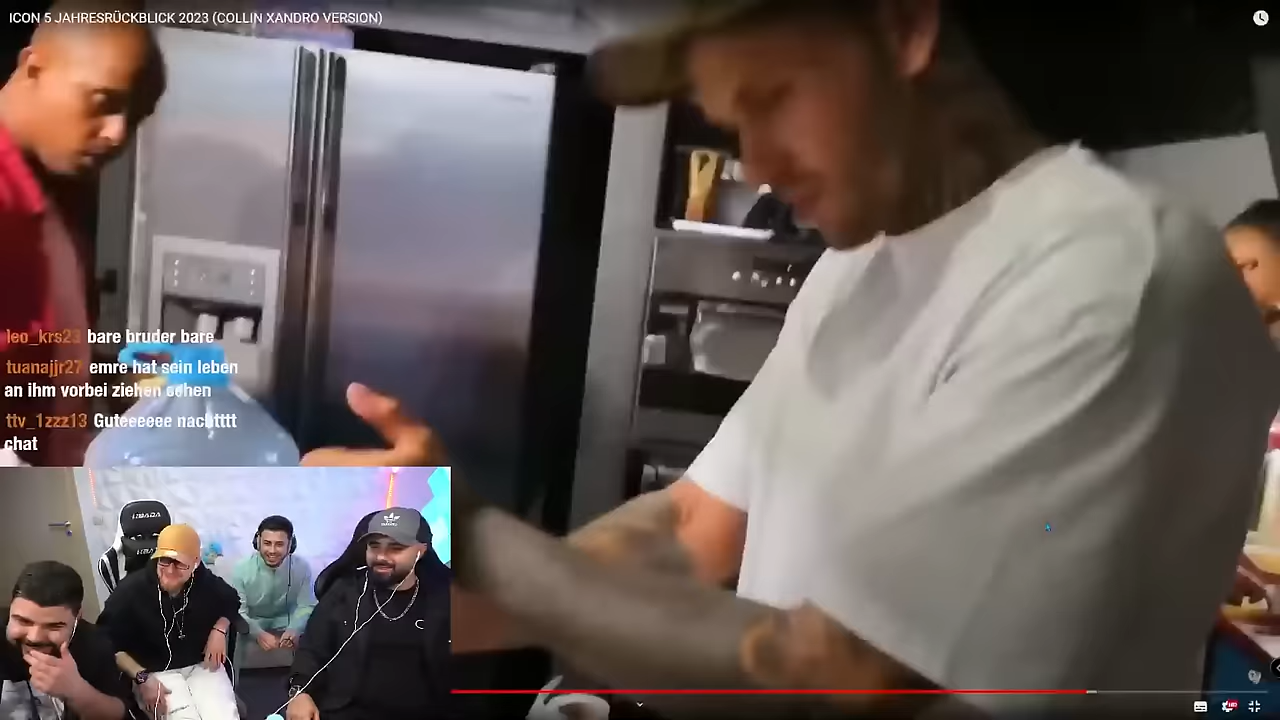 ICON 5 JAHRESRÜCKBLICK 2023 (COLLIN XANDRO VERSION)
leo_krs23 bare bruder bare
tuanajjr27 emre hat sein leben
an ihm vorbei ziehen sehen
ttv_1zzz13 Guteeeeee nachtttt
chat
HD